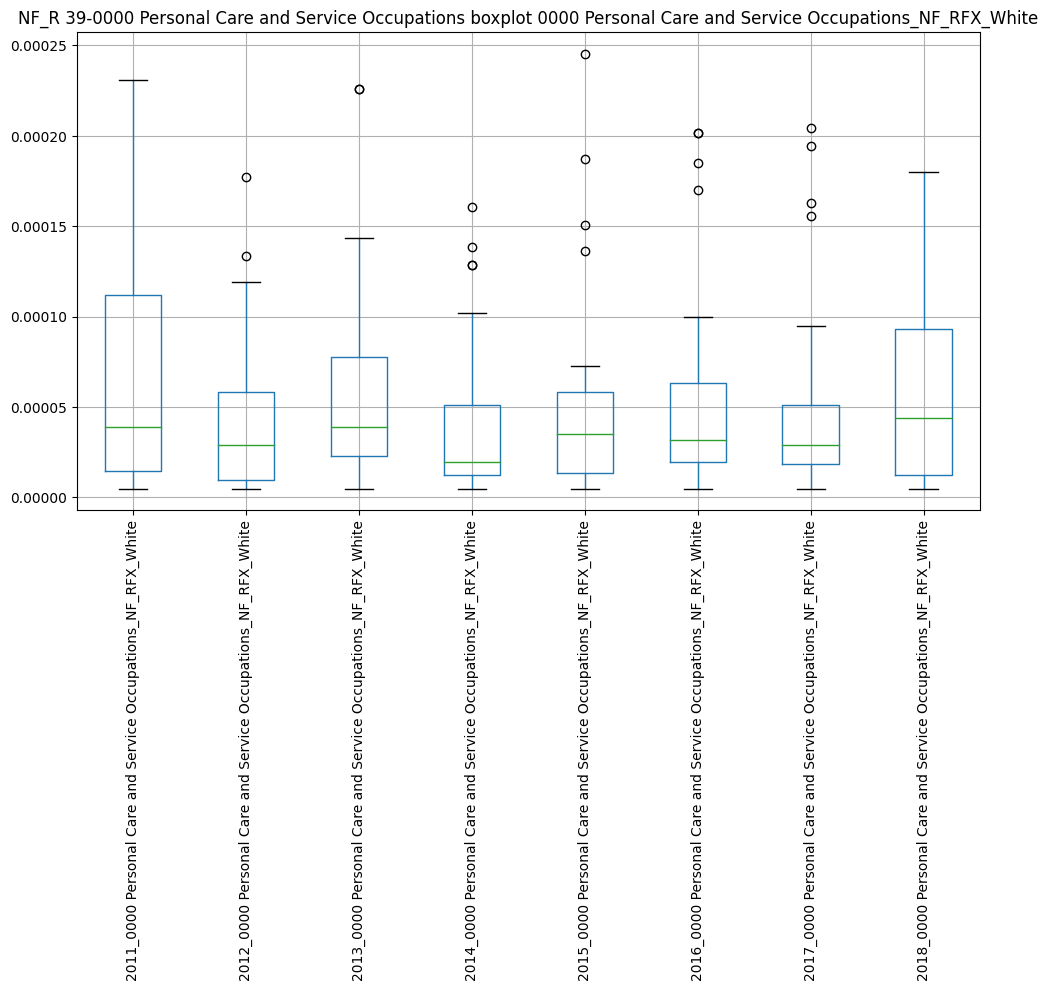 NF_R 39-0000 Personal Care and Service Occupations boxplot 0000 Personal Care and Service Occupations_NF_RFX_White
0.00025
0.00020
0.00015
0.00010
0.00005
0.00000
2011_0000 Personal Care and Service Occupations_NF_RFX_White
2012_0000 Personal Care and Service Occupations_NF_RFX_White
2013_0000 Personal Care and Service Occupations_NF_RFX_White
2014_0000 Personal Care and Service Occupations_NF_RFX_White
2015_0000 Personal Care and Service Occupations_NF_RFX_White
2016_0000 Personal Care and Service Occupations_NF_RFX_White
2017_0000 Personal Care and Service Occupations_NF_RFX_White
2018_0000 Personal Care and Service Occupations_NF_RFX_White